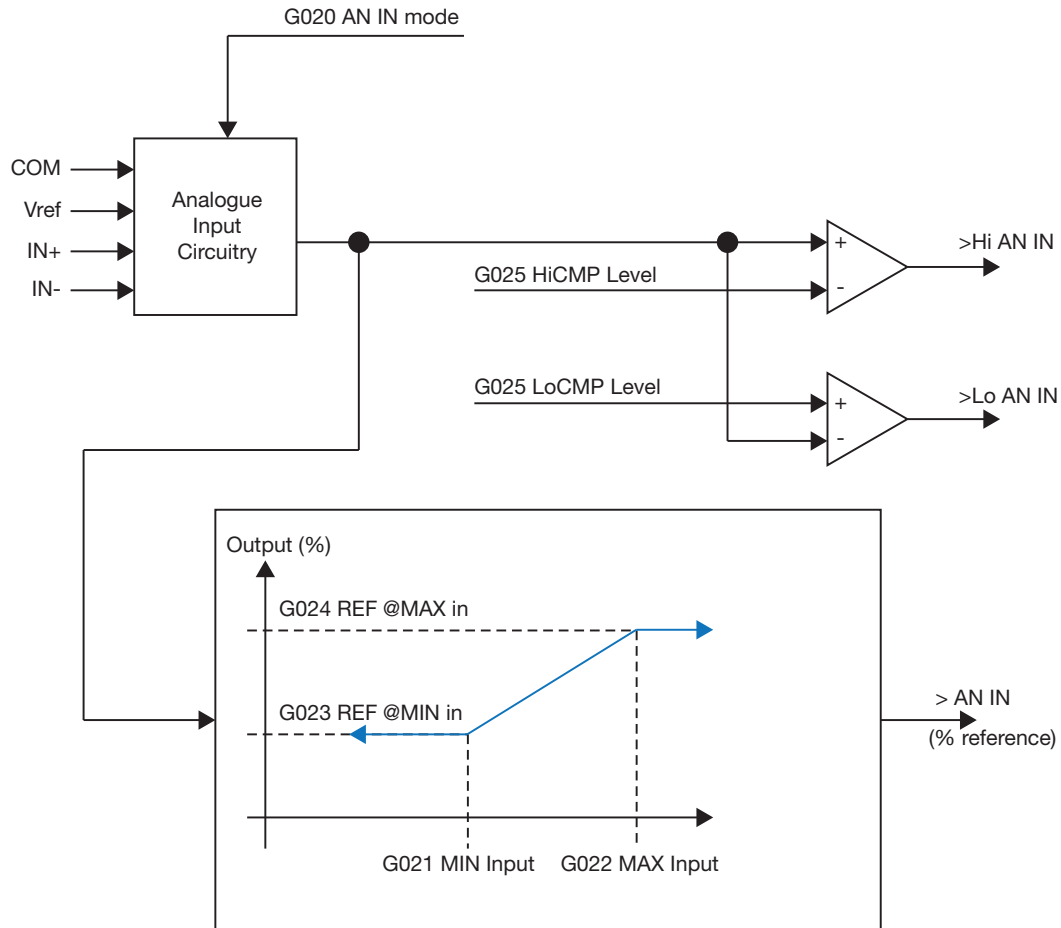 G020 AN IN mode
COM
Vref
IN+
IN-
Analogue
Input
Circuitry
+
-
>Hi AN IN
G025 HiCMP Level
G025 LoCMP Level
+
-
>Lo AN IN
Output (%)
G024 REF @MAX in
G023 REF @MIN in
G021 MIN Input
G022 MAX Input
> AN IN
(% reference)